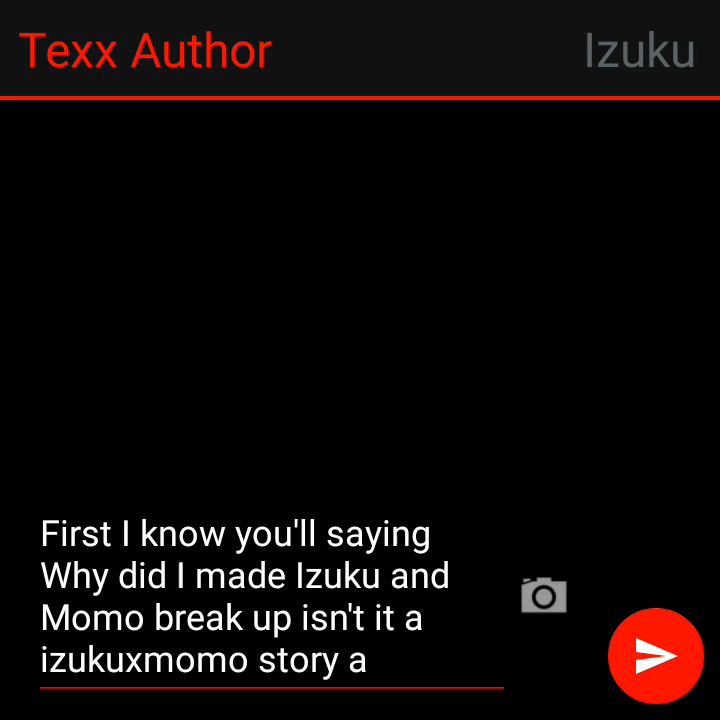 Texx Author
Izuku
First I know you'll saying
Why did I made Izuku and
Momo break up isn't it a
izukuxmomo story a